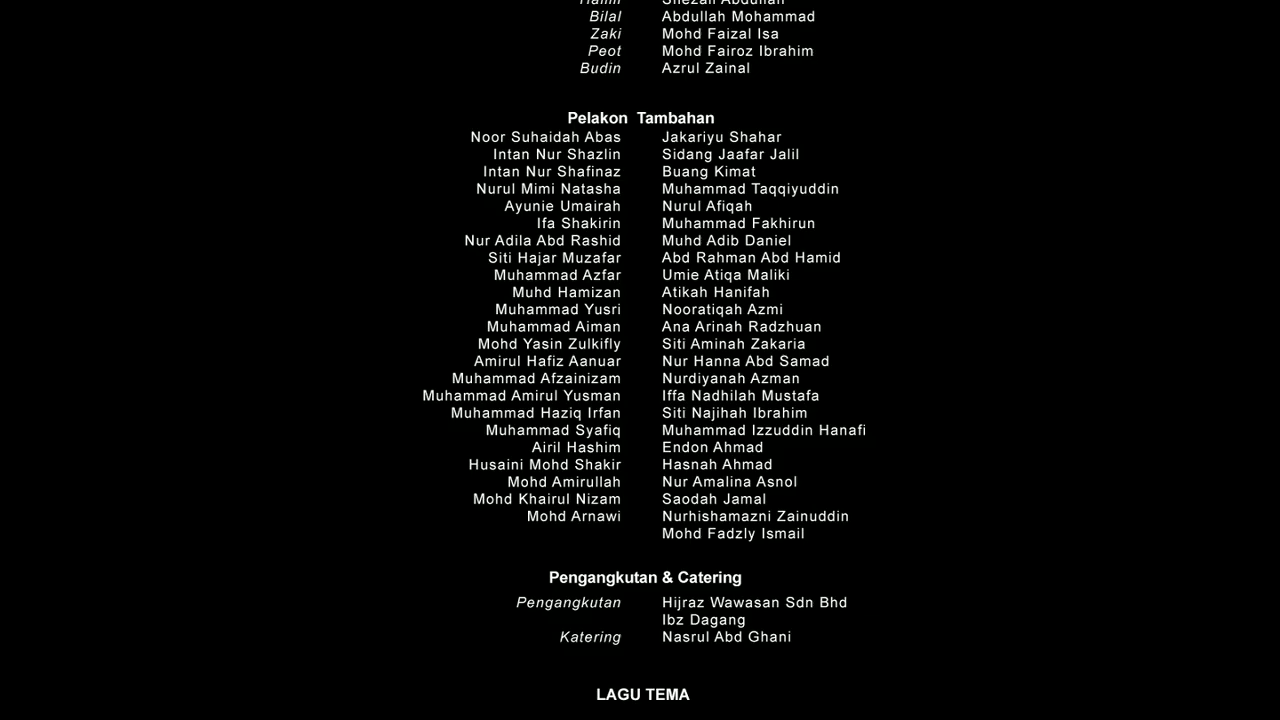 Hamil Shezali Abdullah
Bilal Abdullah Mohammad
Zaki Mohd Faizal Isa
Peot Mohd Fairoz Ibrahim
Budin Azrul Zainal
Pelakon Tambahan
Noor Suhaidah Abas Jakariyu Shahar
Intan Nur Shazlin Sidang Jaafar Jalil
Intan Nur Shafinaz Buang Kimat
Nurul Mimi Natasha Muhammad Taqqiyuddin
Ayunie Umairah Nurul Afiqah
Ifa Shakirin Muhammad Fakhirun
Nur Adila Abd Rashid Muhd Adib Daniel
Siti Hajar Muzafar Abd Rahman Abd Hamid
Muhammad Azfar Umie Atiqa Maliki
Muhd Hamizan Atikah Hanifah
Muhammad Yusri Nooratiqah Azmi
Muhammad Aiman Ana Arinah Radzhuan
Mohd Yasin Zulkifly Siti Aminah Zakaria
Amirul Hafiz Aanuar Nur Hanna Abd Samad
Muhammad Afzainizam Nurdiyanah Azman
Muhammad Amirul Yusman Iffa Nadhilah Mustafa
Muhammad Haziq Irfan Siti Najihah Ibrahim
Muhammad Syafiq Muhammad Izzuddin Hanafi
Airil Hashim Endon Ahmad
Husaini Mohd Shakir Hasnah Ahmad
Mohd Amirullah Nur Amalina Asnol
Mohd Khairul Nizam Saodah Jamal
Mohd Arnawi Nurhishamazni Zainuddin
Mohd Fadzly Ismail
Pengangkutan & Catering
Pengangkutan Hijraz Wawasan Sdn Bhd
Ibz Dagang
Katering Nasrul Abd Ghani
LAGU TEMA